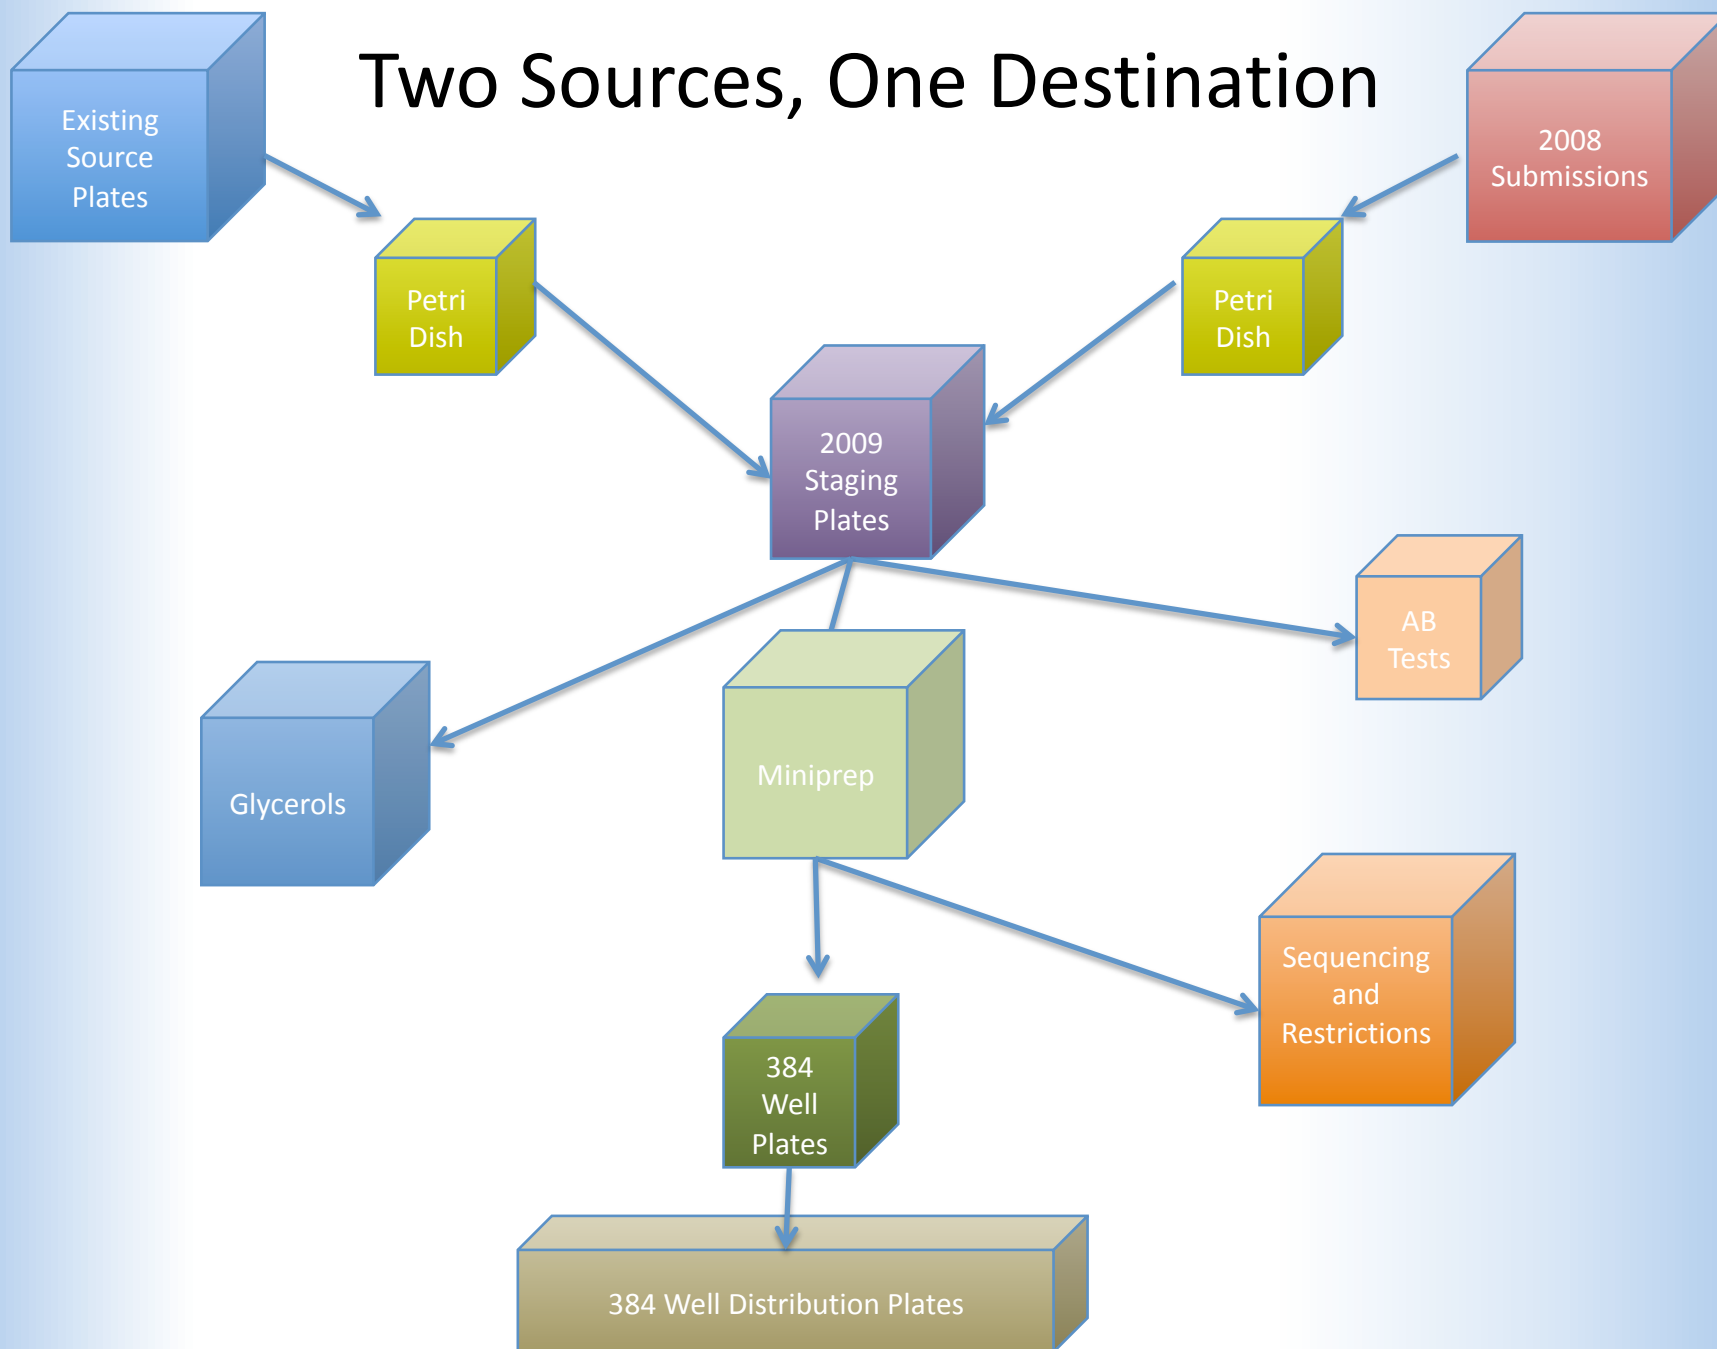 Two Sources, One Destination
Existing
Source
Plates
2008
Submissions
Petri
Dish
Petri
Dish
2009
Staging
Plates
AB
Tests
Glycerols
Miniprep
Sequencing
and
Restrictions
384
Well
Plates
384 Well Distribution Plates